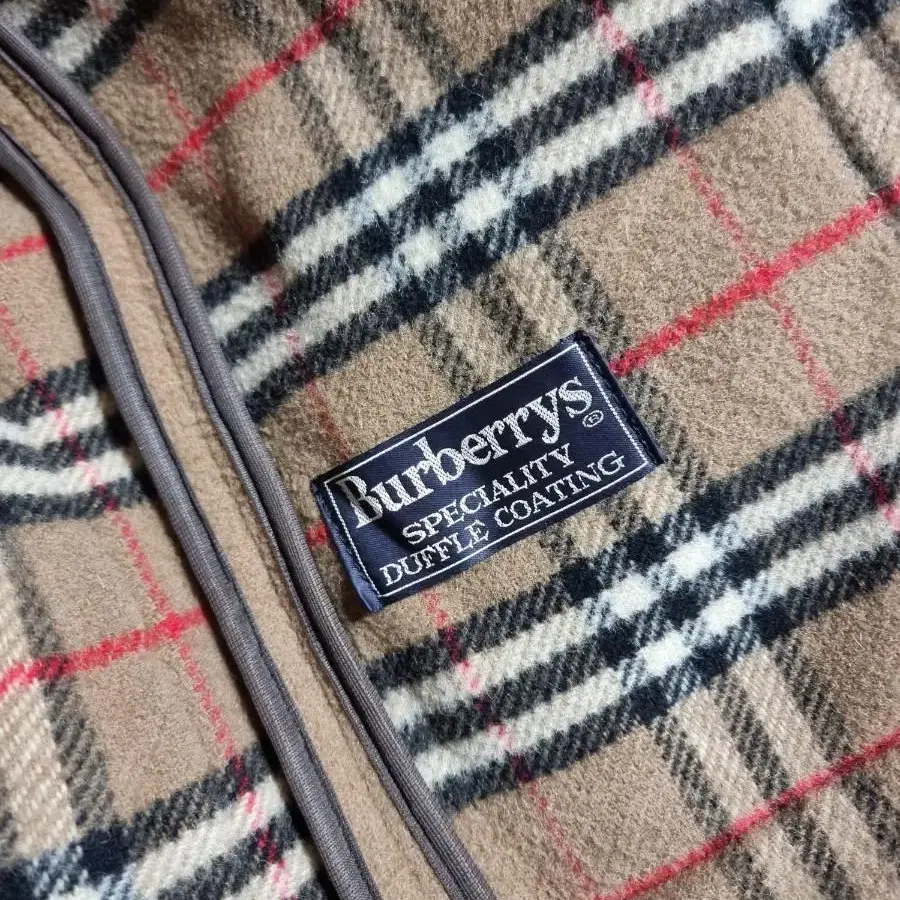 Burberrys®
SPECIALITY
DUFFLE COATING